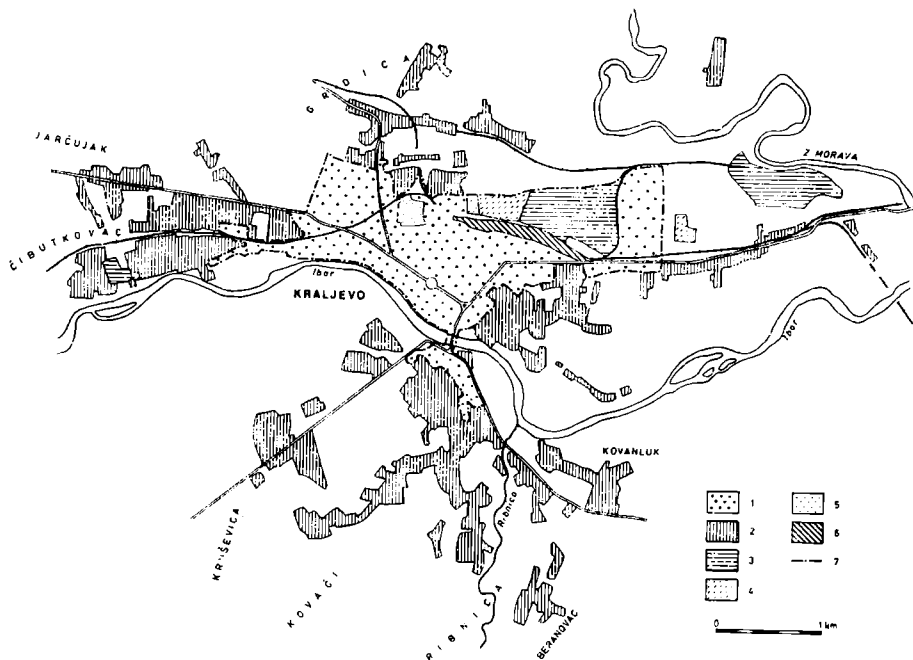 GRDICA
JARČUJAK
Z MORAVA
ČIBUTKOVAC
Ibar
KRALJEVO
Ibar
KOVANLUK
Ribnica
KRUŠEVICA
KOVAČI
RIBNICA
BERANOVAC
1
2
3
4
5
6
7
0 1 km